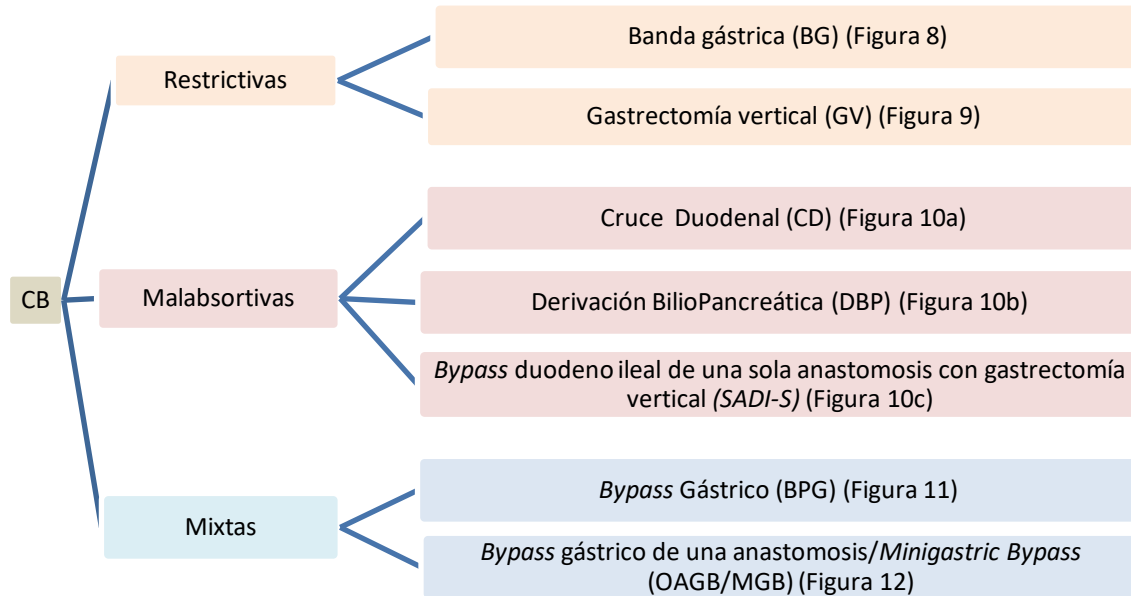 CB
Restrictivas
Banda gástrica (BG) (Figura 8)
Gastrectomía vertical (GV) (Figura 9)
Malabsortivas
Cruce Duodenal (CD) (Figura 10a)
Derivación BilioPancreática (DBP) (Figura 10b)
Bypass duodeno ileal de una sola anastomosis con gastrectomía
vertical (SADI-S) (Figura 10c)
Mixtas
Bypass Gástrico (BPG) (Figura 11)
Bypass gástrico de una anastomosis/Minigastric Bypass
(OAGB/MGB) (Figura 12)